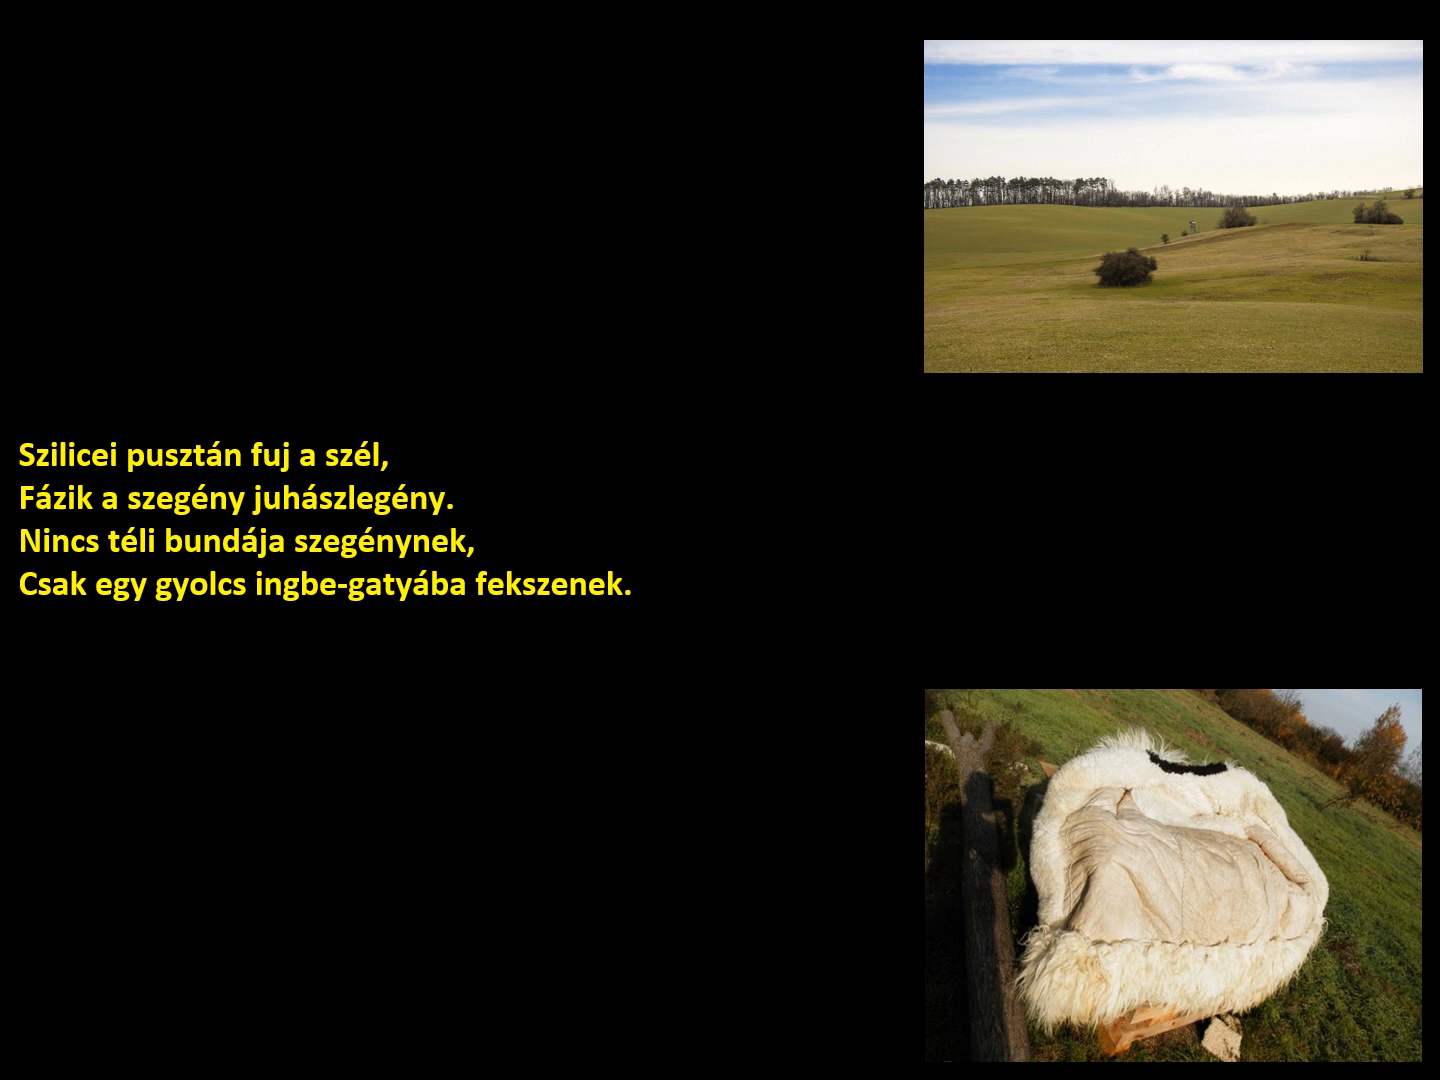 Szilicei pusztán fuj a szél,
Fázik a szegény juhászlegény.
Nincs téli bundája szegénynek,
Csak egy gyolcs ingbe-gatyába fekszenek.